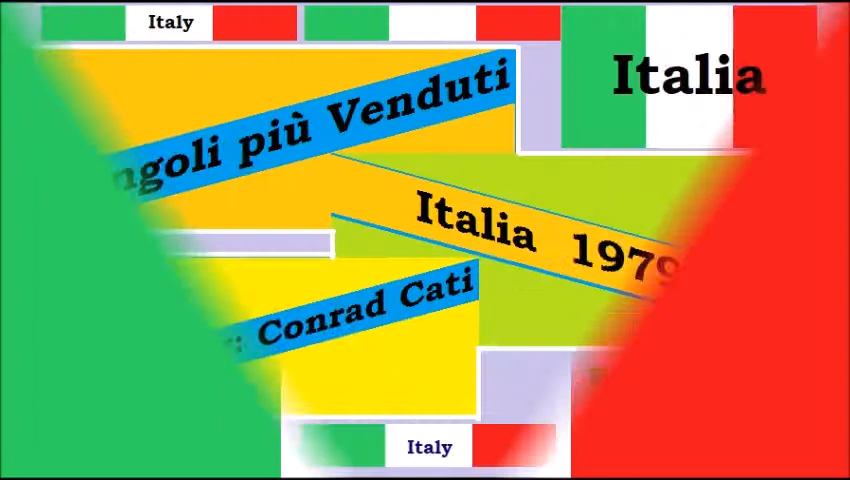 Italy
Italia
ngoli più Venduti
Italia 1979
: Conrad Cati
Italy